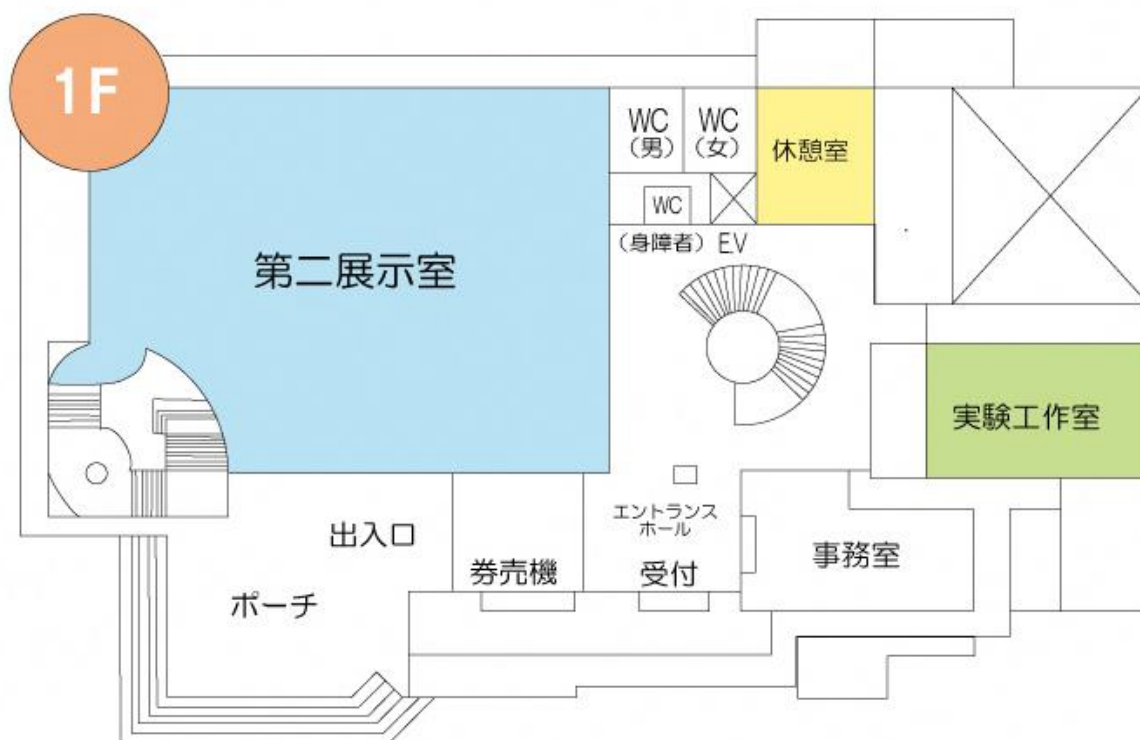 1F
WC
（男）
WC
（女）
休憩室
WC
（身障者）
EV
第二展示室
実験工作室
エントランス
ホール
出入口
券売機
受付
事務室
ポーチ